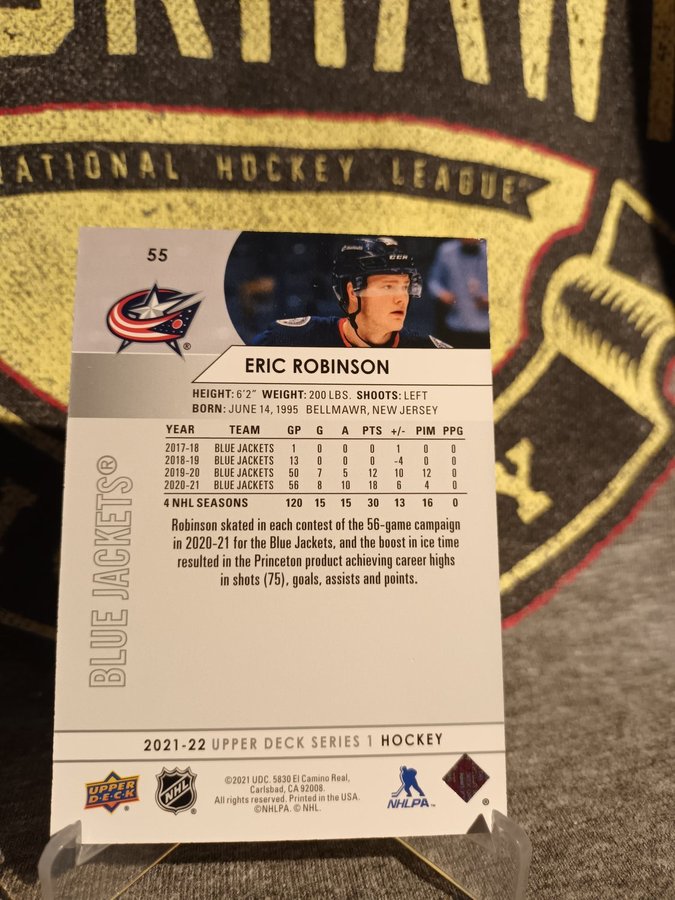 NATIONAL HOCKEY LEAGUE
55
CCM
ERIC ROBINSON
HEIGHT: 6'2" WEIGHT: 200 LBS. SHOOTS: LEFT
BORN: JUNE 14, 1995 BELLMAWR, NEW JERSEY
YEAR TEAM GP G A PTS +/- PIM PPG
2017-18 BLUE JACKETS 1 0 0 0 1 0 0
2018-19 BLUE JACKETS 13 0 0 0 -4 0 0
2019-20 BLUE JACKETS 50 7 5 12 10 12 0
2020-21 BLUE JACKETS 56 8 10 18 6 4 0
4 NHL SEASONS 120 15 15 30 13 16 0
Robinson skated in each contest of the 56-game campaign
in 2020-21 for the Blue Jackets, and the boost in ice time
resulted in the Princeton product achieving career highs
in shots (75), goals, assists and points.
BLUE JACKETS®
2021-22 UPPER DECK SERIES 1 HOCKEY
UPPER
DECK
NHL
©2021 UDC. 5830 El Camino Real,
Carlsbad, CA 92008.
All rights reserved. Printed in the USA.
©NHLPA. © NHL.
NHLPA™
®